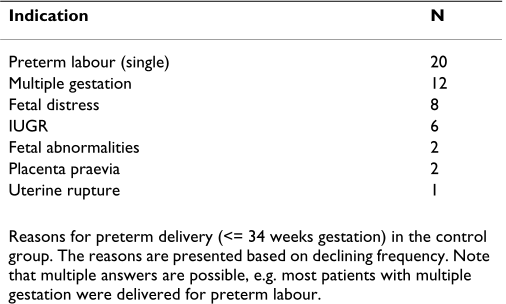 Indication N
Preterm labour (single) 20
Multiple gestation 12
Fetal distress 8
IUGR 6
Fetal abnormalities 2
Placenta praevia 2
Uterine rupture 1
Reasons for preterm delivery (<= 34 weeks gestation) in the control
group. The reasons are presented based on declining frequency. Note
that multiple answers are possible, e.g. most patients with multiple
gestation were delivered for preterm labour.